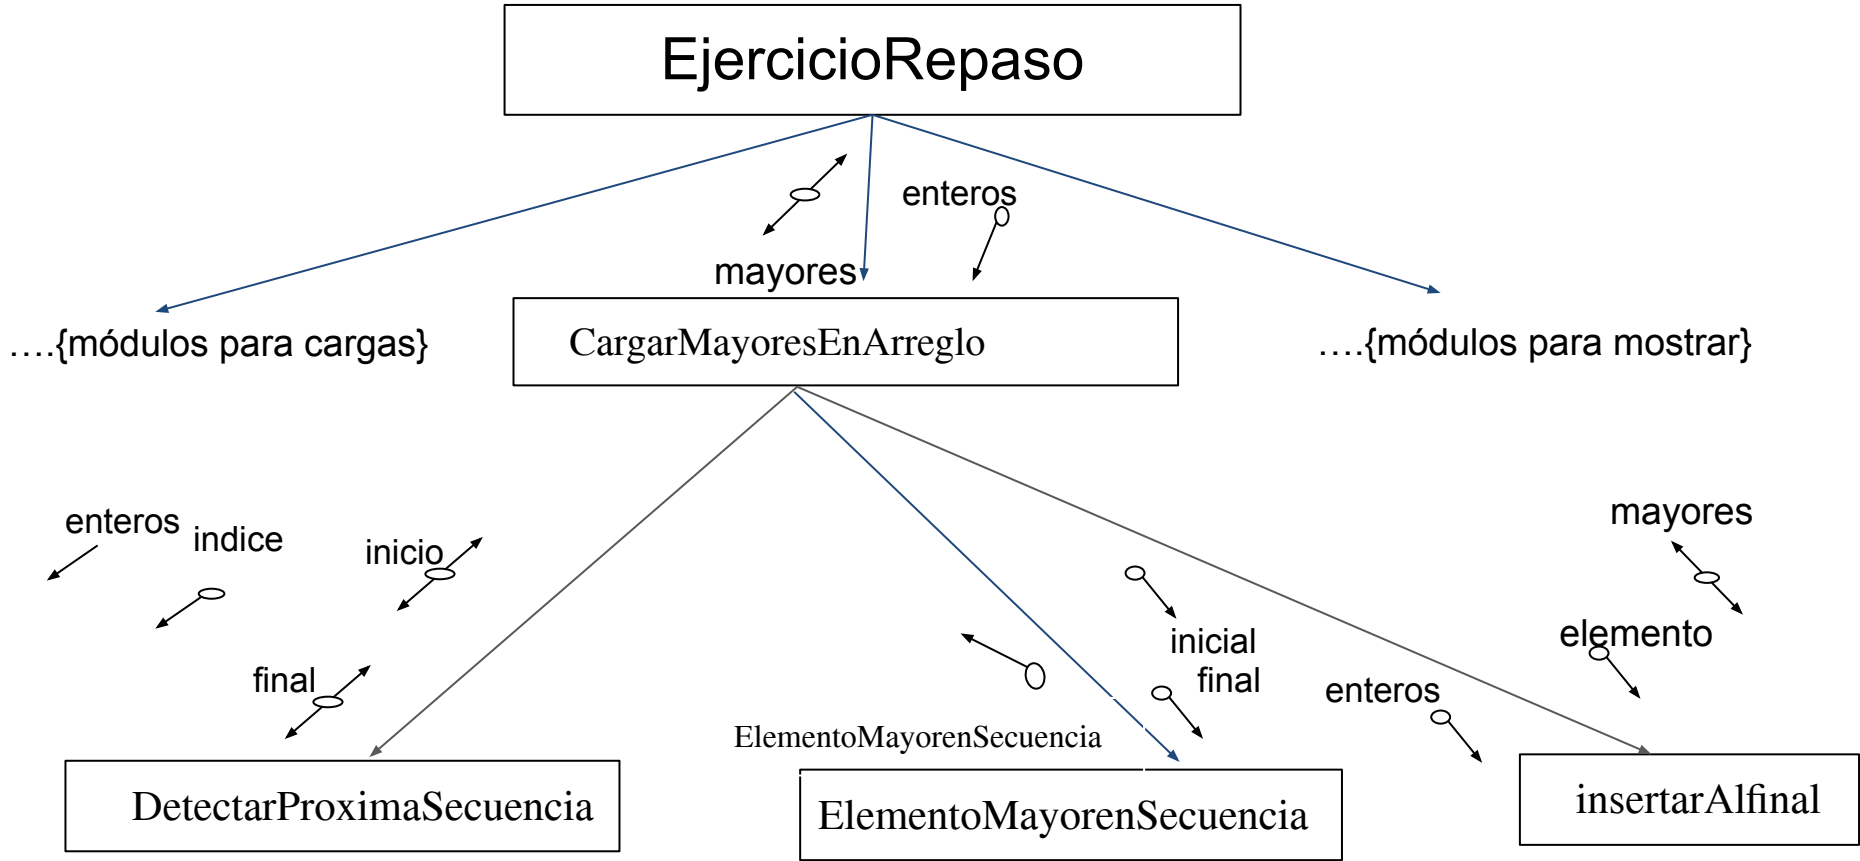 EjercicioRepaso
enteros
mayores
….{módulos para cargas}
CargarMayoresEnArreglo
….{módulos para mostrar}
enteros
indice
inicio
final
inicial
final
enteros
mayores
elemento
ElementoMayorenSecuencia
DetectarProximaSecuencia
ElementoMayorenSecuencia
insertarAlfinal